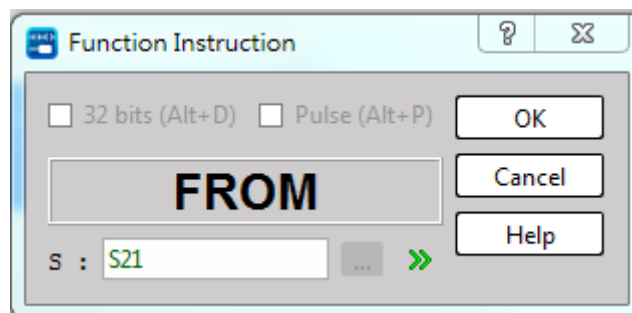 Function Instruction
32 bits (Alt+D) Pulse (Alt+P) OK
FROM Cancel
S : S21 ... Help